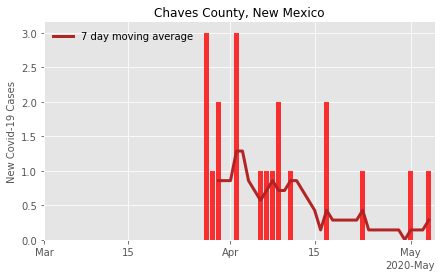 Chaves County, New Mexico
7 day moving average
New Covid-19 Cases
3.0
2.5
2.0
1.5
1.0
0.5
0.0
Mar 15 Apr 15 May
2020-May